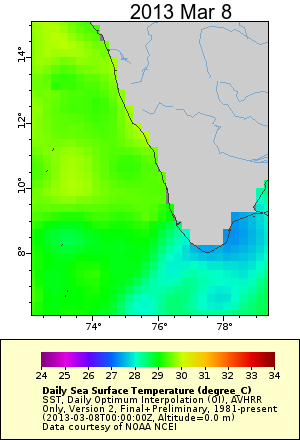 2013 Mar 8
14°
12°
10°
8°
74°
76°
78°
24 25 26 27 28 29 30 31 32 33 34
Daily Sea Surface Temperature (degree_C)
SST, Daily Optimum Interpolation (OI), AVHRR
Only, Version 2, Final+Preliminary, 1981-present
(2013-03-08T00:00:00Z, Altitude=0.0 m)
Data courtesy of NOAA NCEI